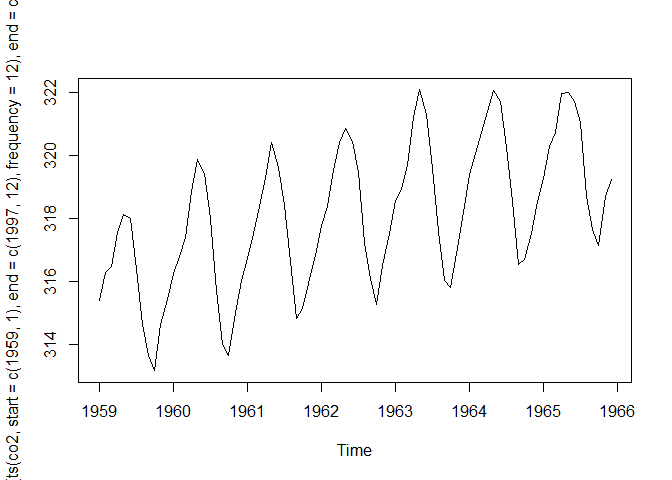 ts(co2, start = c(1959, 1), end = c(1997, 12), frequency = 12), end = c
322
320
318
316
314
1959 1960 1961 1962 1963 1964 1965 1966
Time